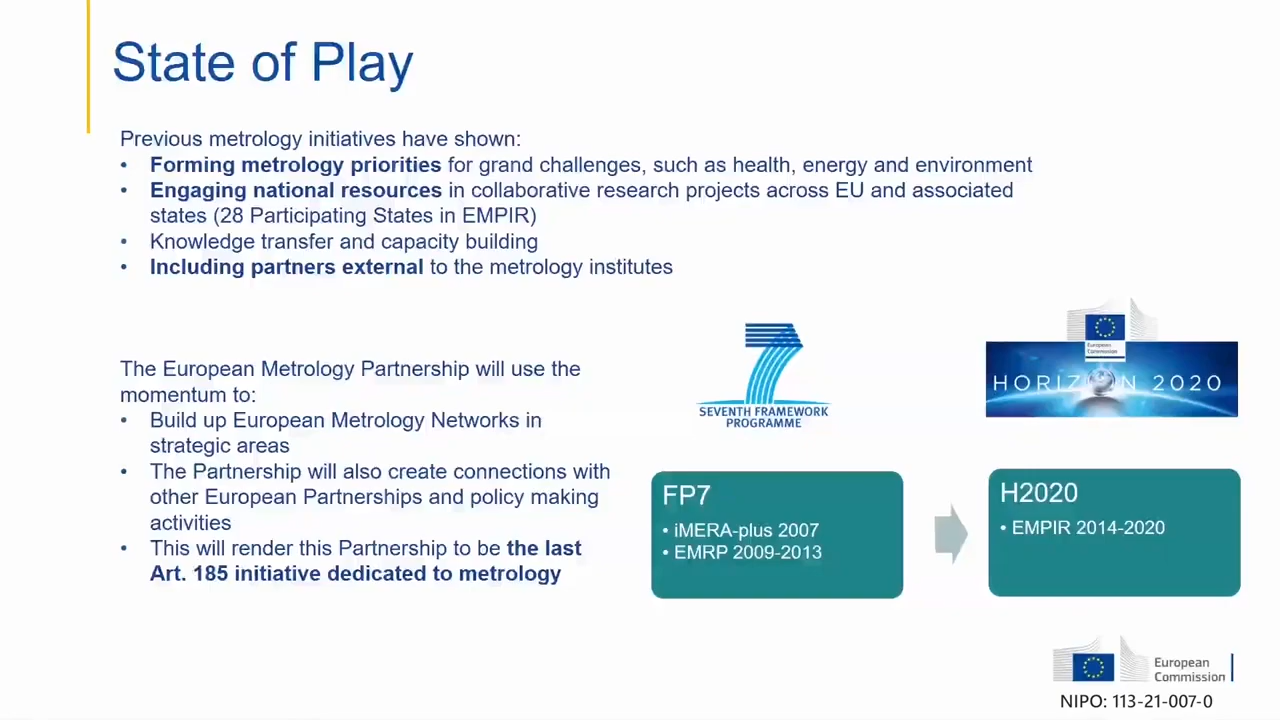 State of Play
Previous metrology initiatives have shown:
• Forming metrology priorities for grand challenges, such as health, energy and environment
• Engaging national resources in collaborative research projects across EU and associated
states (28 Participating States in EMPIR)
• Knowledge transfer and capacity building
• Including partners external to the metrology institutes
The European Metrology Partnership will use the
momentum to:
• Build up European Metrology Networks in
strategic areas
• The Partnership will also create connections with
other European Partnerships and policy making
activities
• This will render this Partnership to be the last
Art. 185 initiative dedicated to metrology
SEVENTH FRAMEWORK
PROGRAMME
European
Commission
HORIZON 2020
FP7
• iMERA-plus 2007
• EMRP 2009-2013
H2020
• EMPIR 2014-2020
European
Commission
NIPO: 113-21-007-0